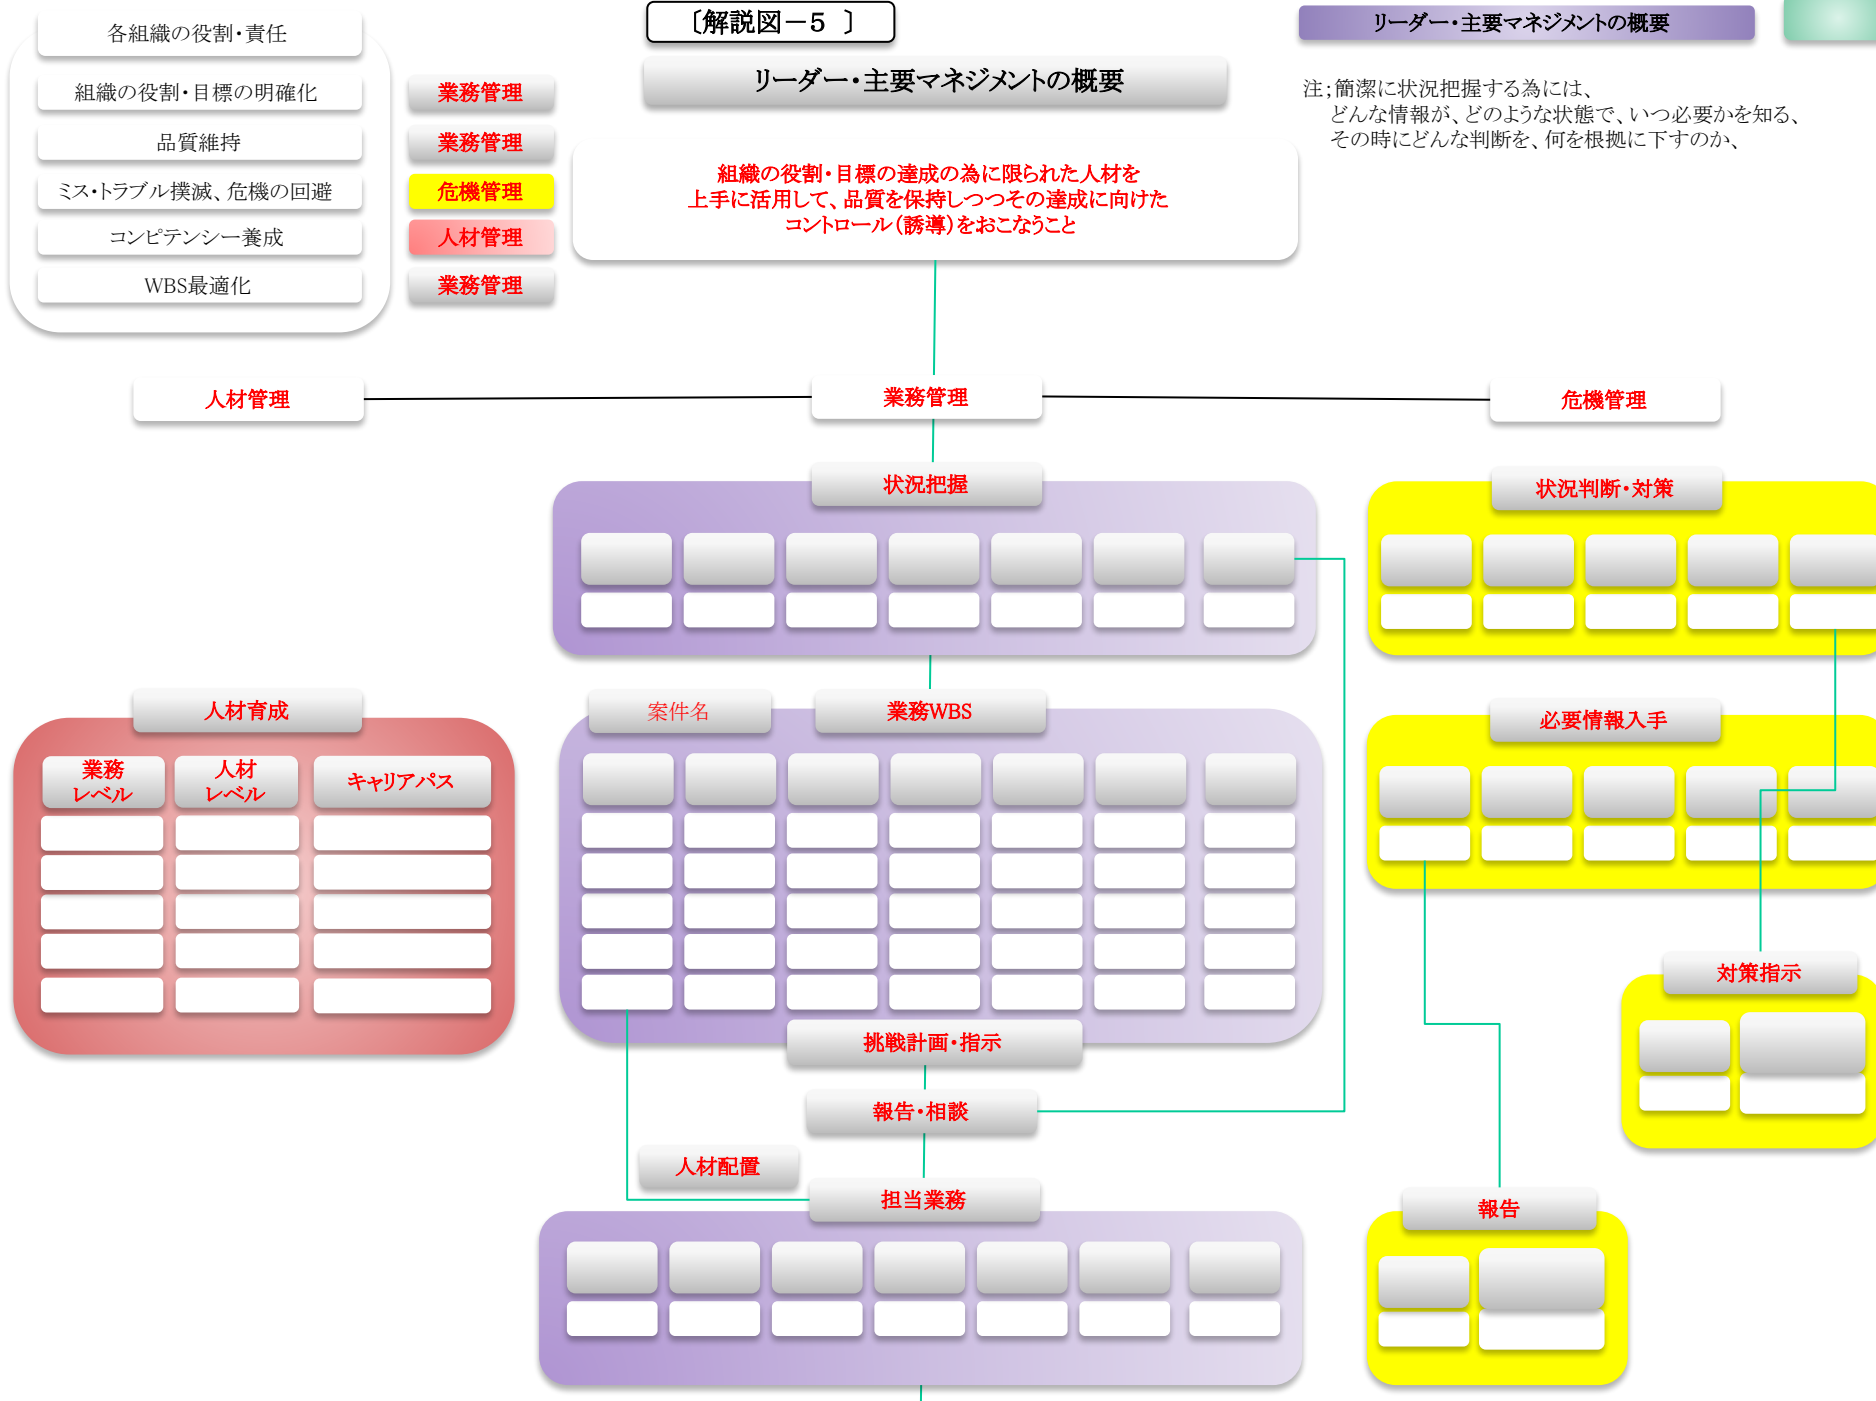 〔解説図－５ 〕
リーダー・主要マネジメントの概要
リーダー・主要マネジメントの概要
各組織の役割・責任
組織の役割・目標の明確化
業務管理
品質維持
業務管理
ミス・トラブル撲滅、危機の回避
危機管理
コンピテンシー養成
人材管理
WBS最適化
業務管理
組織の役割・目標の達成の為に限られた人材を
上手に活用して、品質を保持しつつその達成に向けた
コントロール（誘導）をおこなうこと
注；簡潔に状況把握する為には、
どんな情報が、どのような状態で、いつ必要かを知る、
その時にどんな判断を、何を根拠に下すのか、
人材管理
業務管理
危機管理
状況把握
状況判断・対策
人材育成
業務
レベル
人材
レベル
キャリアパス
案件名
業務WBS
必要情報入手
対策指示
挑戦計画・指示
報告・相談
人材配置
担当業務
報告